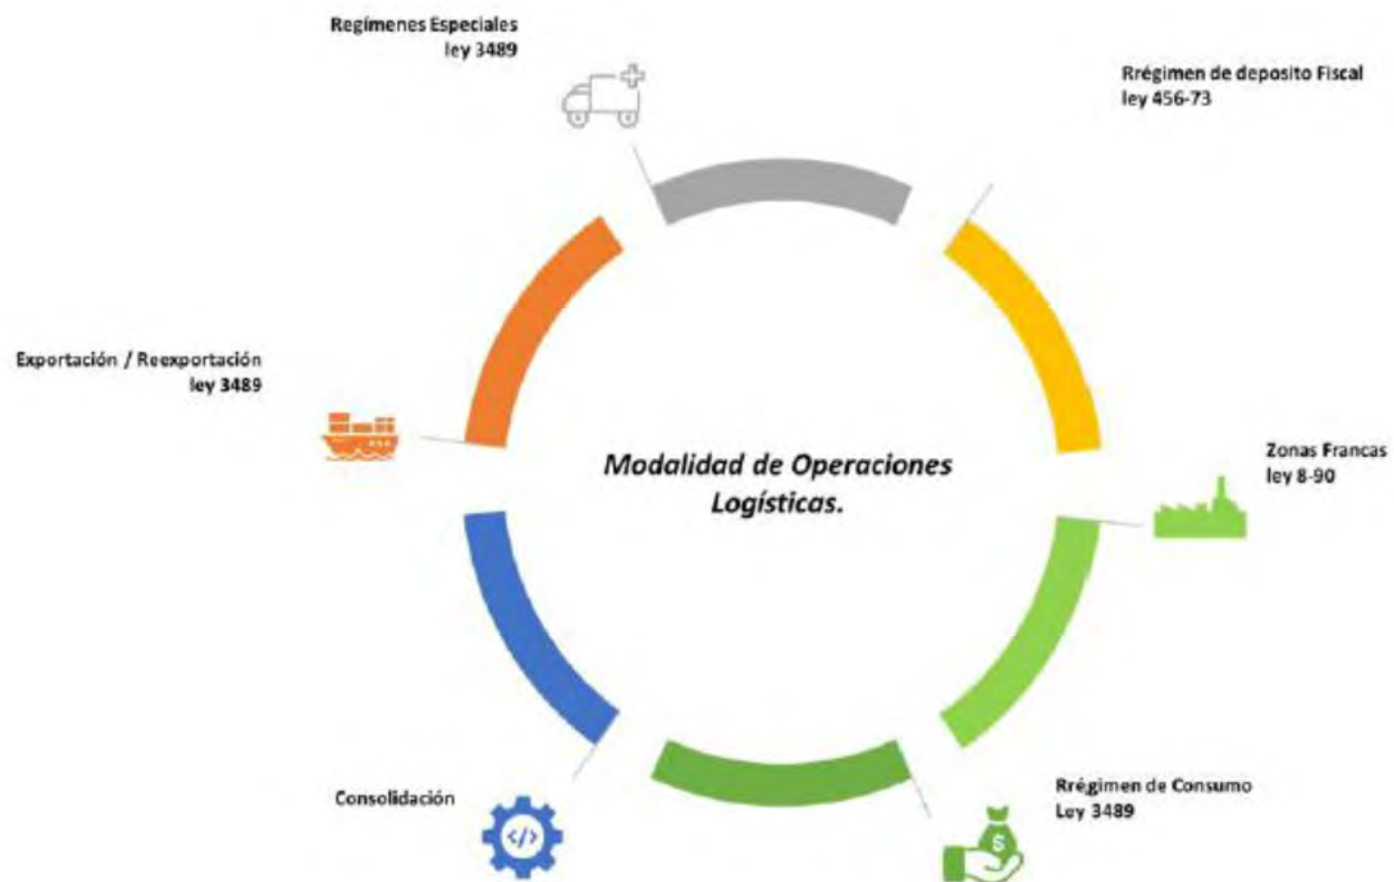 Regímenes Especiales
ley 3489
Rrégimen de deposito Fiscal
ley 456-73
Exportación / Reexportación
ley 3489
Modalidad de Operaciones
Logísticas.
Zonas Francas
ley 8-90
Consolidación
</>
Rrégimen de Consumo
Ley 3489
$